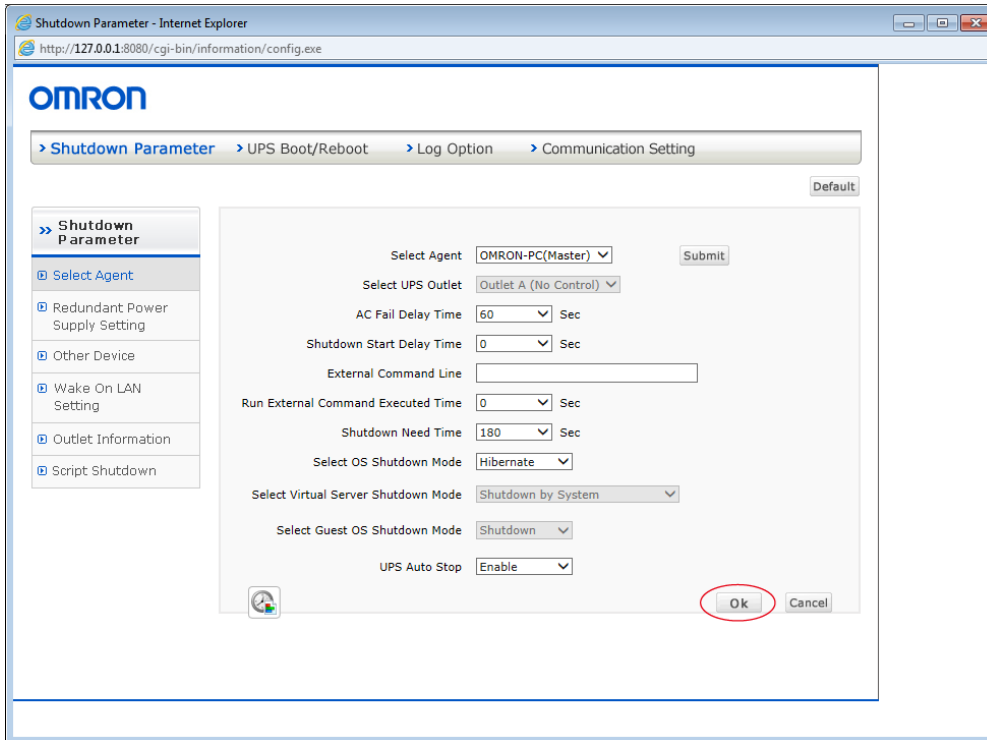 Shutdown Parameter - Internet Explorer
http://127.0.0.1:8080/cgi-bin/information/config.exe
OMRON
Shutdown Parameter UPS Boot/Reboot Log Option Communication Setting
Default
Shutdown
Parameter
Select Agent
Redundant Power
Supply Setting
Other Device
Wake On LAN
Setting
Outlet Information
Script Shutdown
Select Agent OMRON-PC(Master) Submit
Select UPS Outlet Outlet A (No Control)
AC Fail Delay Time 60 Sec
Shutdown Start Delay Time 0 Sec
External Command Line
Run External Command Executed Time 0 Sec
Shutdown Need Time 180 Sec
Select OS Shutdown Mode Hibernate
Select Virtual Server Shutdown Mode Shutdown by System
Select Guest OS Shutdown Mode Shutdown
UPS Auto Stop Enable
Ok Cancel